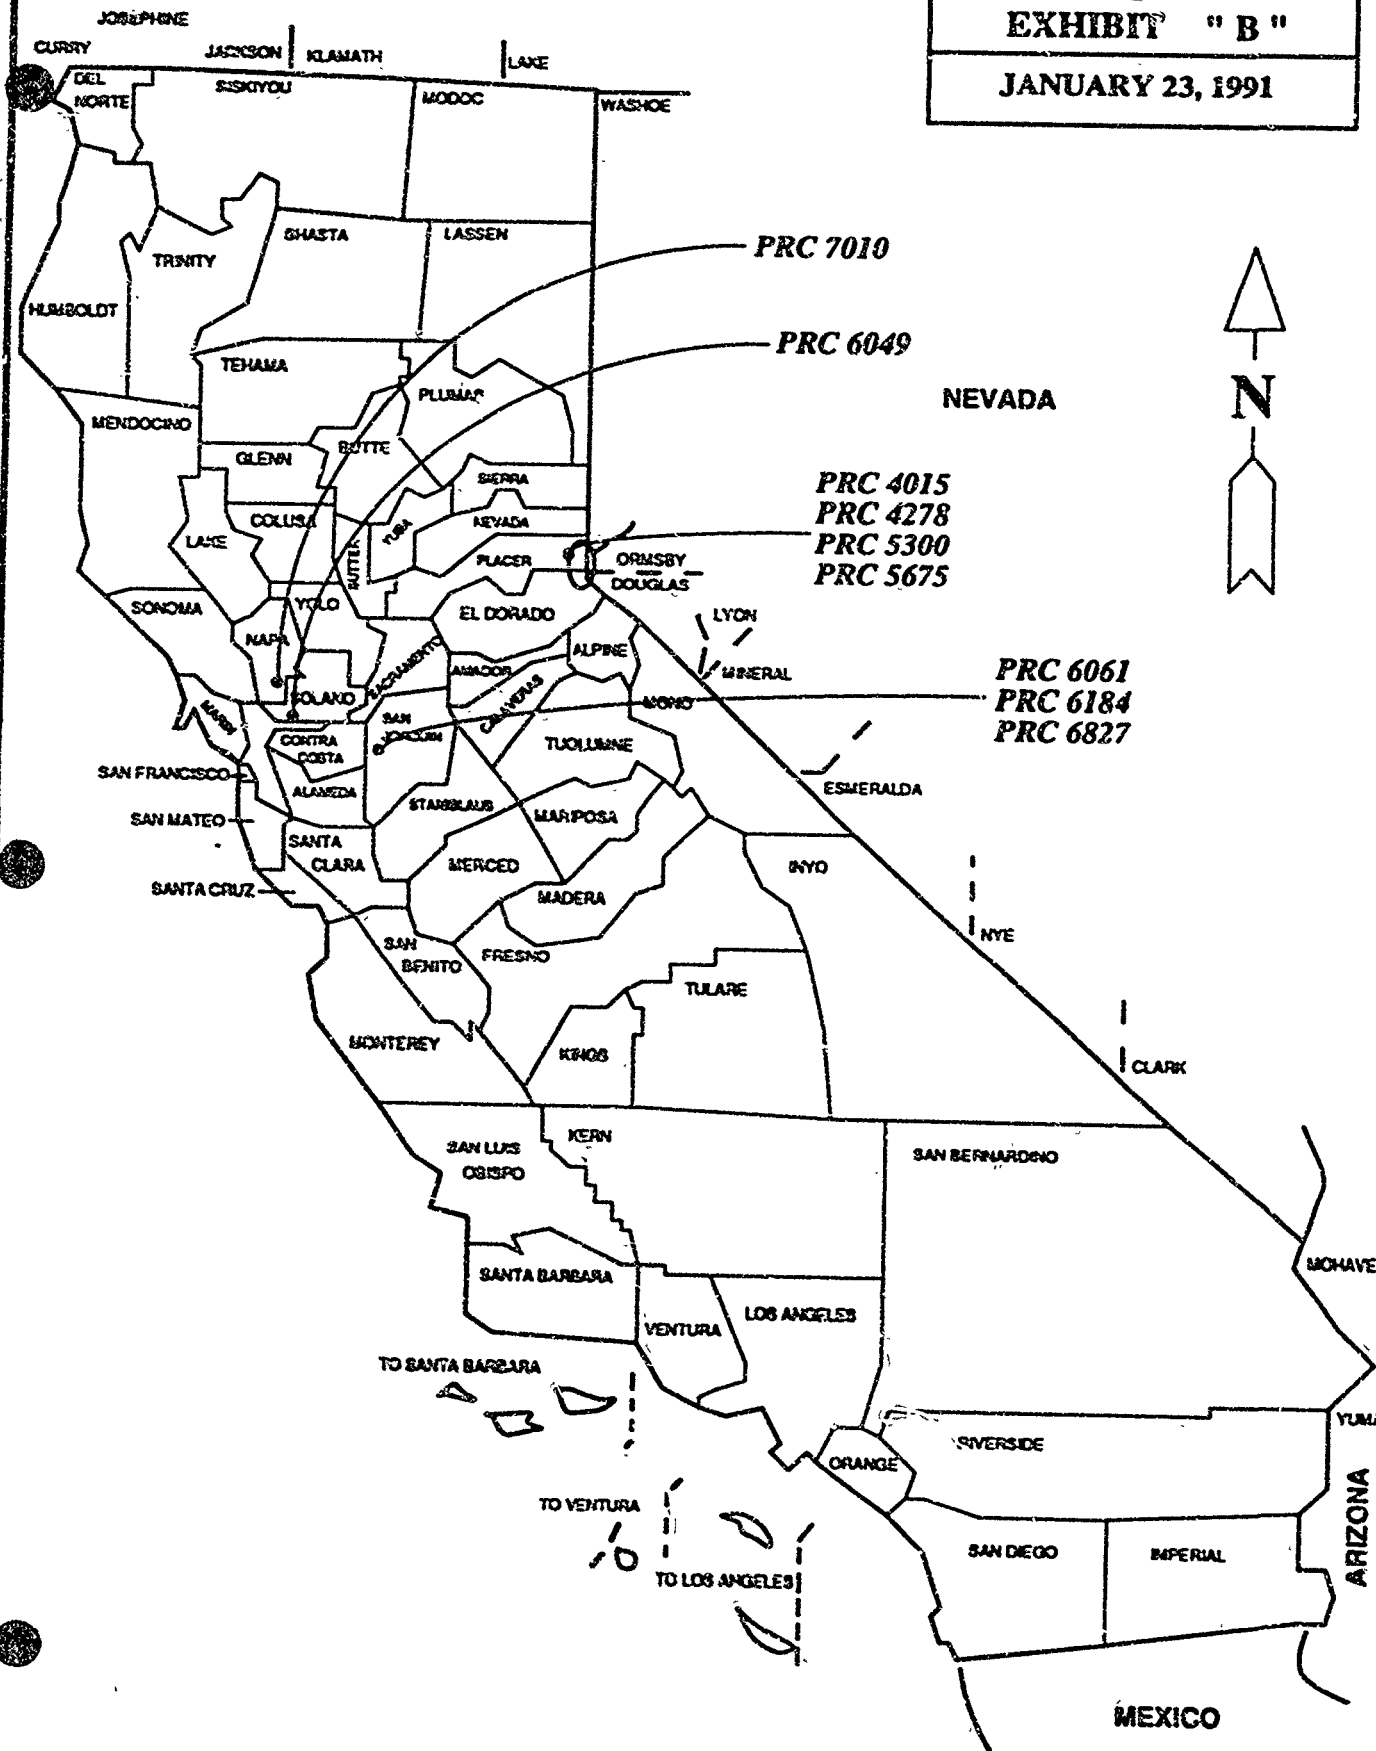 EXHIBIT " B "
JANUARY 23, 1991
JOSEPHINE
CURRY
JACKSON
KLAMATH
LAKE
DEL
NORTE
SISKIYOU
MODOC
WASHOE
SHASTA
LASSEN
TRINITY
HUMBOLDT
PRC 7010
PRC 6049
TEHAMA
PLUMAS
NEVADA
N
MENDOCINO
BUTTE
GLENN
SIERRA
COLUSA
YUBA
NEVADA
LAKE
SUTTER
PLACER
PRC 4015
PRC 4278
PRC 5300
PRC 5675
ORMSBY
DOUGLAS
SONOMA
YOLO
EL DORADO
LYON
NAPA
SACRAMENTO
ALPINE
AMADOR
MINERAL
SOLANO
CALAVERAS
MONO
PRC 6061
PRC 6184
PRC 6827
MARIN
SAN
JOAQUIN
CONTRA
COSTA
TUOLUMNE
SAN FRANCISCO
ALAMEDA
STANISLAUS
ESMERALDA
SAN MATEO
MARIPOSA
SANTA
CLARA
MERCED
INYO
SANTA CRUZ
MADERA
NYE
SAN
BENITO
FRESNO
TULARE
MONTEREY
KINGS
CLARK
SAN LUIS
OBISPO
KERN
SAN BERNARDINO
MOHAVE
SANTA BARBARA
VENTURA
LOS ANGELES
TO SANTA BARBARA
YUMA
ORANGE
RIVERSIDE
TO VENTURA
ARIZONA
SAN DIEGO
IMPERIAL
TO LOS ANGELES
MEXICO